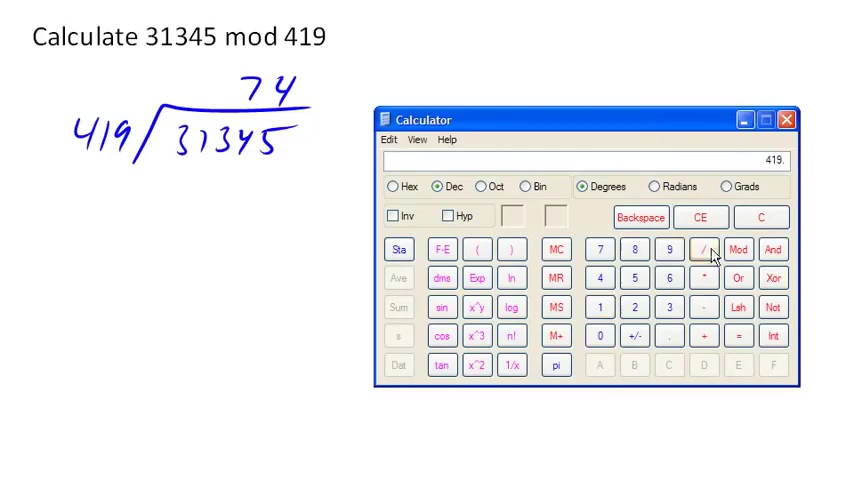 Calculate 31345 mod 419
74
419 31345
Calculator
Edit View Help
419.
Hex Dec Oct Bin Degrees Radians Grads
Inv Hyp Backspace CE C
Sta F-E ( ) MC 7 8 9 / Mod And
Ave dms Exp ln MR 4 5 6 * Or Xor
Sum sin x^y log MS 1 2 3 - Lsh Not
s cos x^3 n! M+ 0 +/- . + = Int
Dat tan x^2 1/x pi A B C D E F